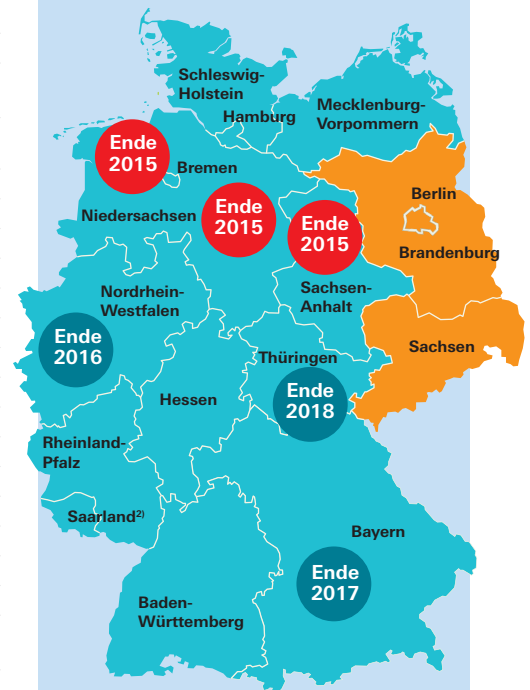 Schleswig-
Holstein
Hamburg
Mecklenburg-
Vorpommern
Ende
2015
Bremen
Niedersachsen
Ende
2015
Ende
2015
Berlin
Brandenburg
Nordrhein-
Westfalen
Sachsen-
Anhalt
Ende
2016
Thüringen
Sachsen
Hessen
Ende
2018
Rheinland-
Pfalz
Saarland²⁾
Bayern
Ende
2017
Baden-
Württemberg